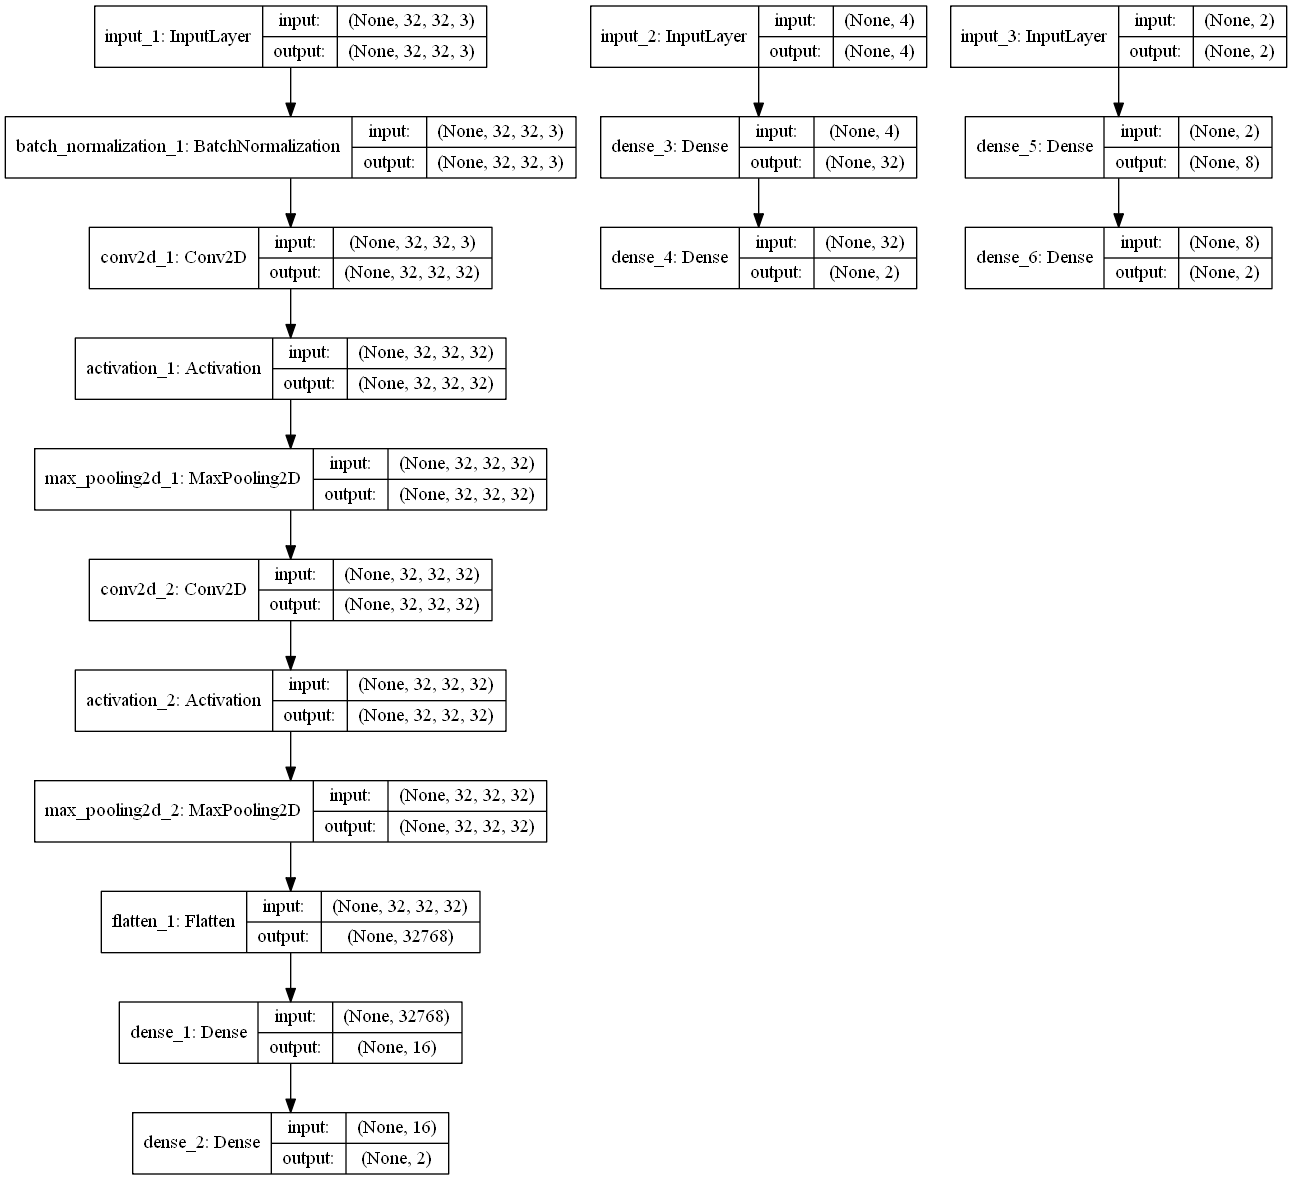 input_1: InputLayer
input: (None, 32, 32, 3)
output: (None, 32, 32, 3)
batch_normalization_1: BatchNormalization
input: (None, 32, 32, 3)
output: (None, 32, 32, 3)
conv2d_1: Conv2D
input: (None, 32, 32, 3)
output: (None, 32, 32, 32)
activation_1: Activation
input: (None, 32, 32, 32)
output: (None, 32, 32, 32)
max_pooling2d_1: MaxPooling2D
input: (None, 32, 32, 32)
output: (None, 32, 32, 32)
conv2d_2: Conv2D
input: (None, 32, 32, 32)
output: (None, 32, 32, 32)
activation_2: Activation
input: (None, 32, 32, 32)
output: (None, 32, 32, 32)
max_pooling2d_2: MaxPooling2D
input: (None, 32, 32, 32)
output: (None, 32, 32, 32)
flatten_1: Flatten
input: (None, 32, 32, 32)
output: (None, 32768)
dense_1: Dense
input: (None, 32768)
output: (None, 16)
dense_2: Dense
input: (None, 16)
output: (None, 2)
input_2: InputLayer
input: (None, 4)
output: (None, 4)
dense_3: Dense
input: (None, 4)
output: (None, 32)
dense_4: Dense
input: (None, 32)
output: (None, 2)
input_3: InputLayer
input: (None, 2)
output: (None, 2)
dense_5: Dense
input: (None, 2)
output: (None, 8)
dense_6: Dense
input: (None, 8)
output: (None, 2)